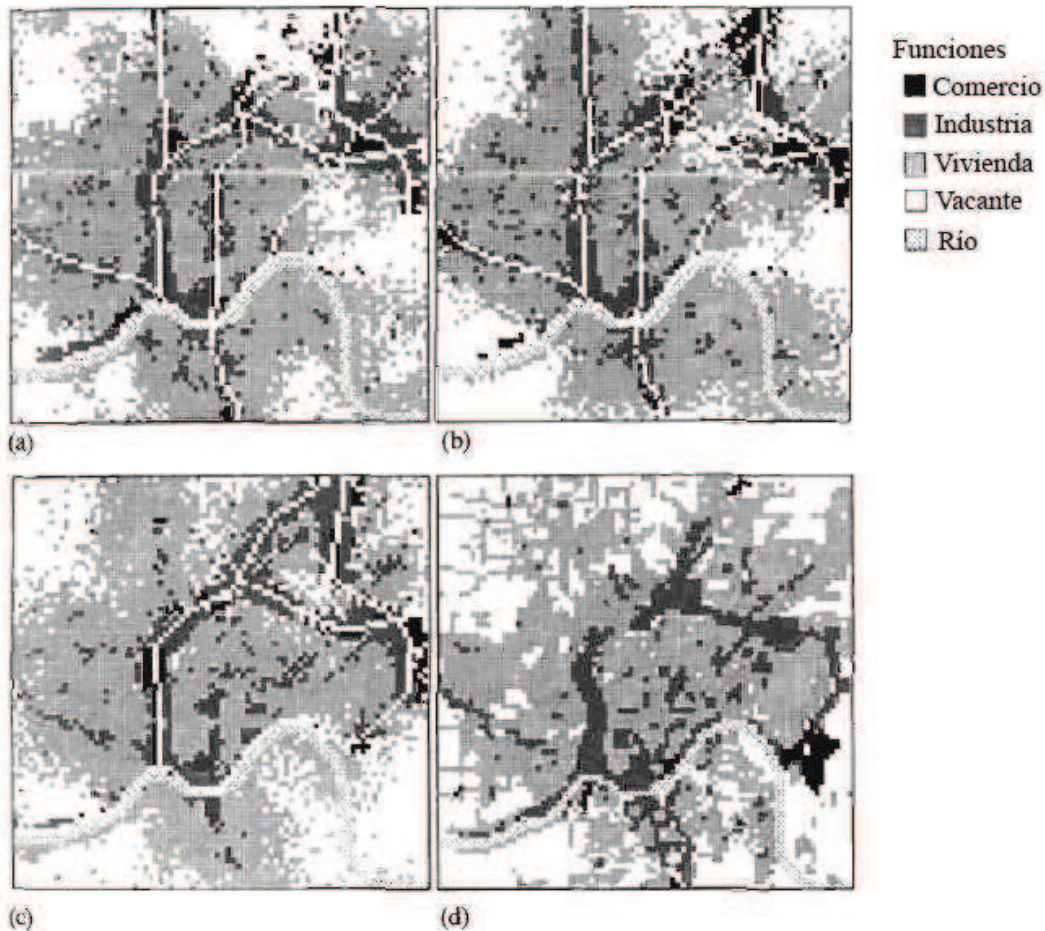 Funciones
Comercio
Industria
Vivienda
Vacante
Río
(a)
(b)
(c)
(d)